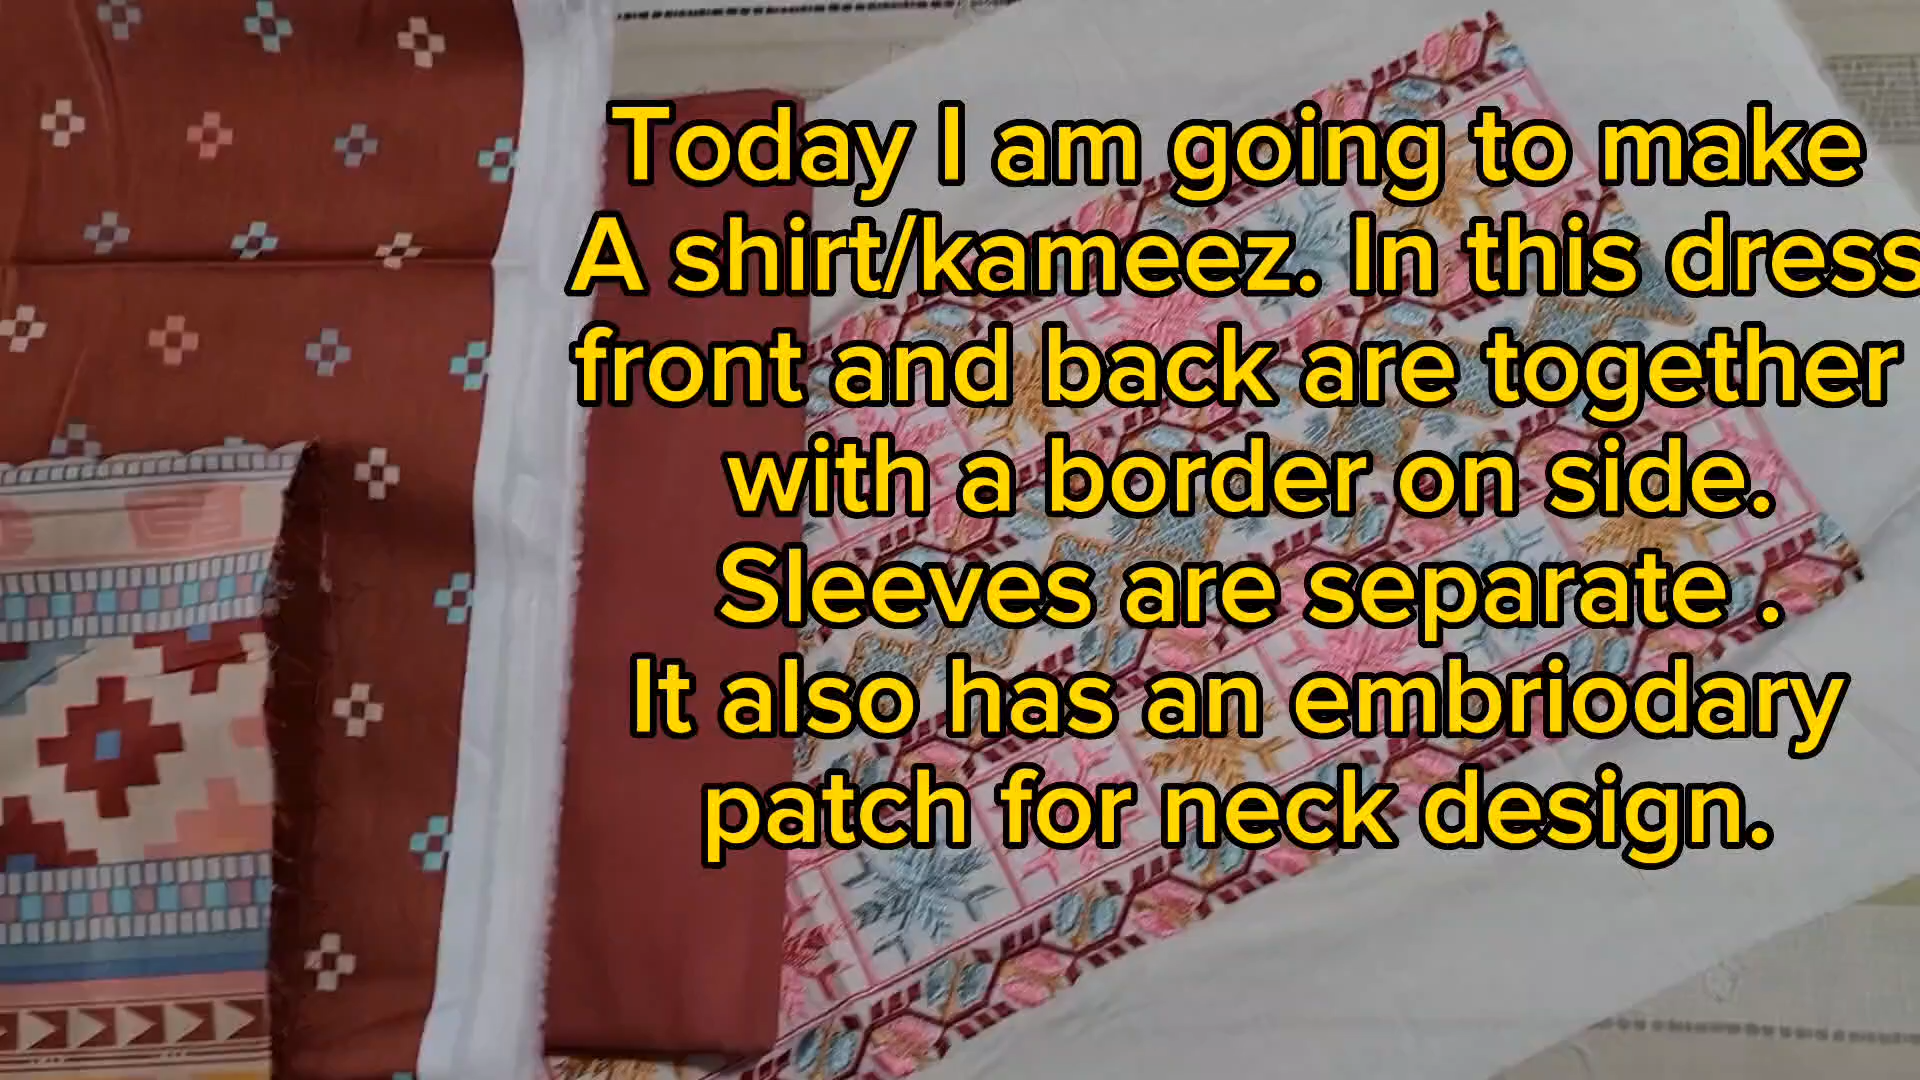 Today I am going to make
A shirt/kameez. In this dress
front and back are together
with a border on side.
Sleeves are separate .
It also has an embriodary
patch for neck design.